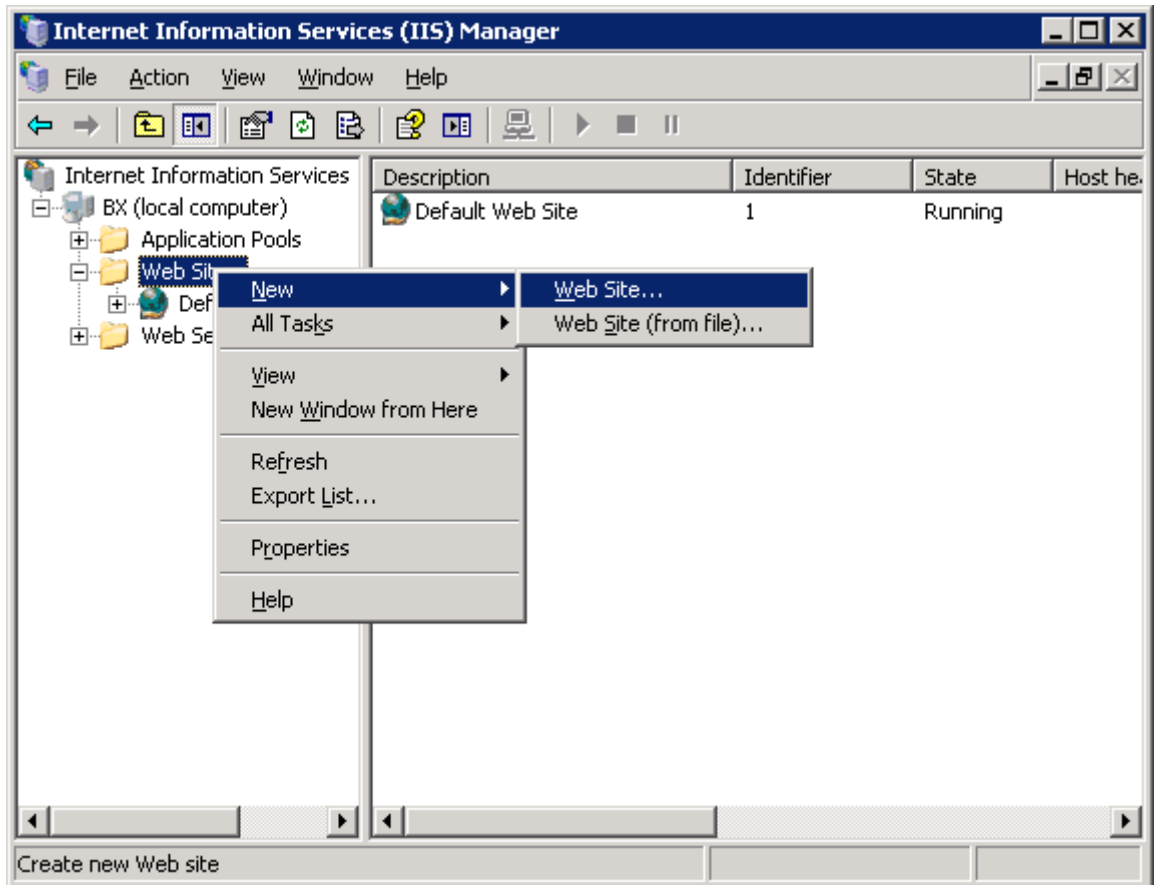 Internet Information Services (IIS) Manager
File Action View Window Help
Internet Information Services
Description Identifier State Host he
BX (local computer)
Default Web Site 1 Running
Application Pools
Web Sit
New
Web Site...
Def
All Tasks
Web Site (from file)...
Web Se
View
New Window from Here
Refresh
Export List...
Properties
Help
Create new Web site